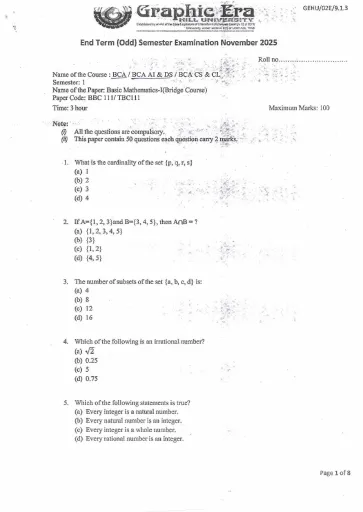 GEHU/02E/9.1.3
Graphic Era
HILL UNIVERSITY
End Term (Odd) Semester Examination November 2025
Roll no.
Name of the Course : BCA / BCA AI & DS / BCA CS & CL
Semester: 1
Name of the Paper: Basic Mathematics-I(Bridge Course)
Paper Code: BBC 111/ TBC111
Time: 3 hour Maximum Marks: 100
Note:
(i) All the questions are compulsory.
(ii) This paper contain 50 questions each question carry 2 marks.
1. What is the cardinality of the set {p, q, r, s}
(a) 1
(b) 2
(c) 3
(d) 4
2. If A={1, 2, 3}and B={3, 4, 5}, then A∩B = ?
(a) {1, 2, 3, 4, 5}
(b) {3}
(c) {1, 2}
(d) {4, 5}
3. The number of subsets of the set {a, b, c, d} is:
(a) 4
(b) 8
(c) 12
(d) 16
4. Which of the following is an irrational number?
(a) √2
(b) 0.25
(c) 5
(d) 0.75
5. Which of the following statements is true?
(a) Every integer is a natural number.
(b) Every natural number is an integer.
(c) Every integer is a whole number.
(d) Every rational number is an integer.
Page 1 of 8